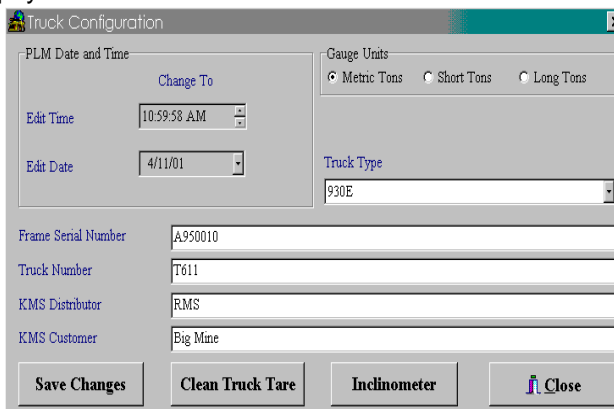 Truck Configuration
PLM Date and Time
Change To
Edit Time 10:59:58 AM
Edit Date 4/11/01
Gauge Units
Metric Tons Short Tons Long Tons
Truck Type
930E
Frame Serial Number A950010
Truck Number T611
KMS Distributor RMS
KMS Customer Big Mine
Save Changes Clean Truck Tare Inclinometer Close